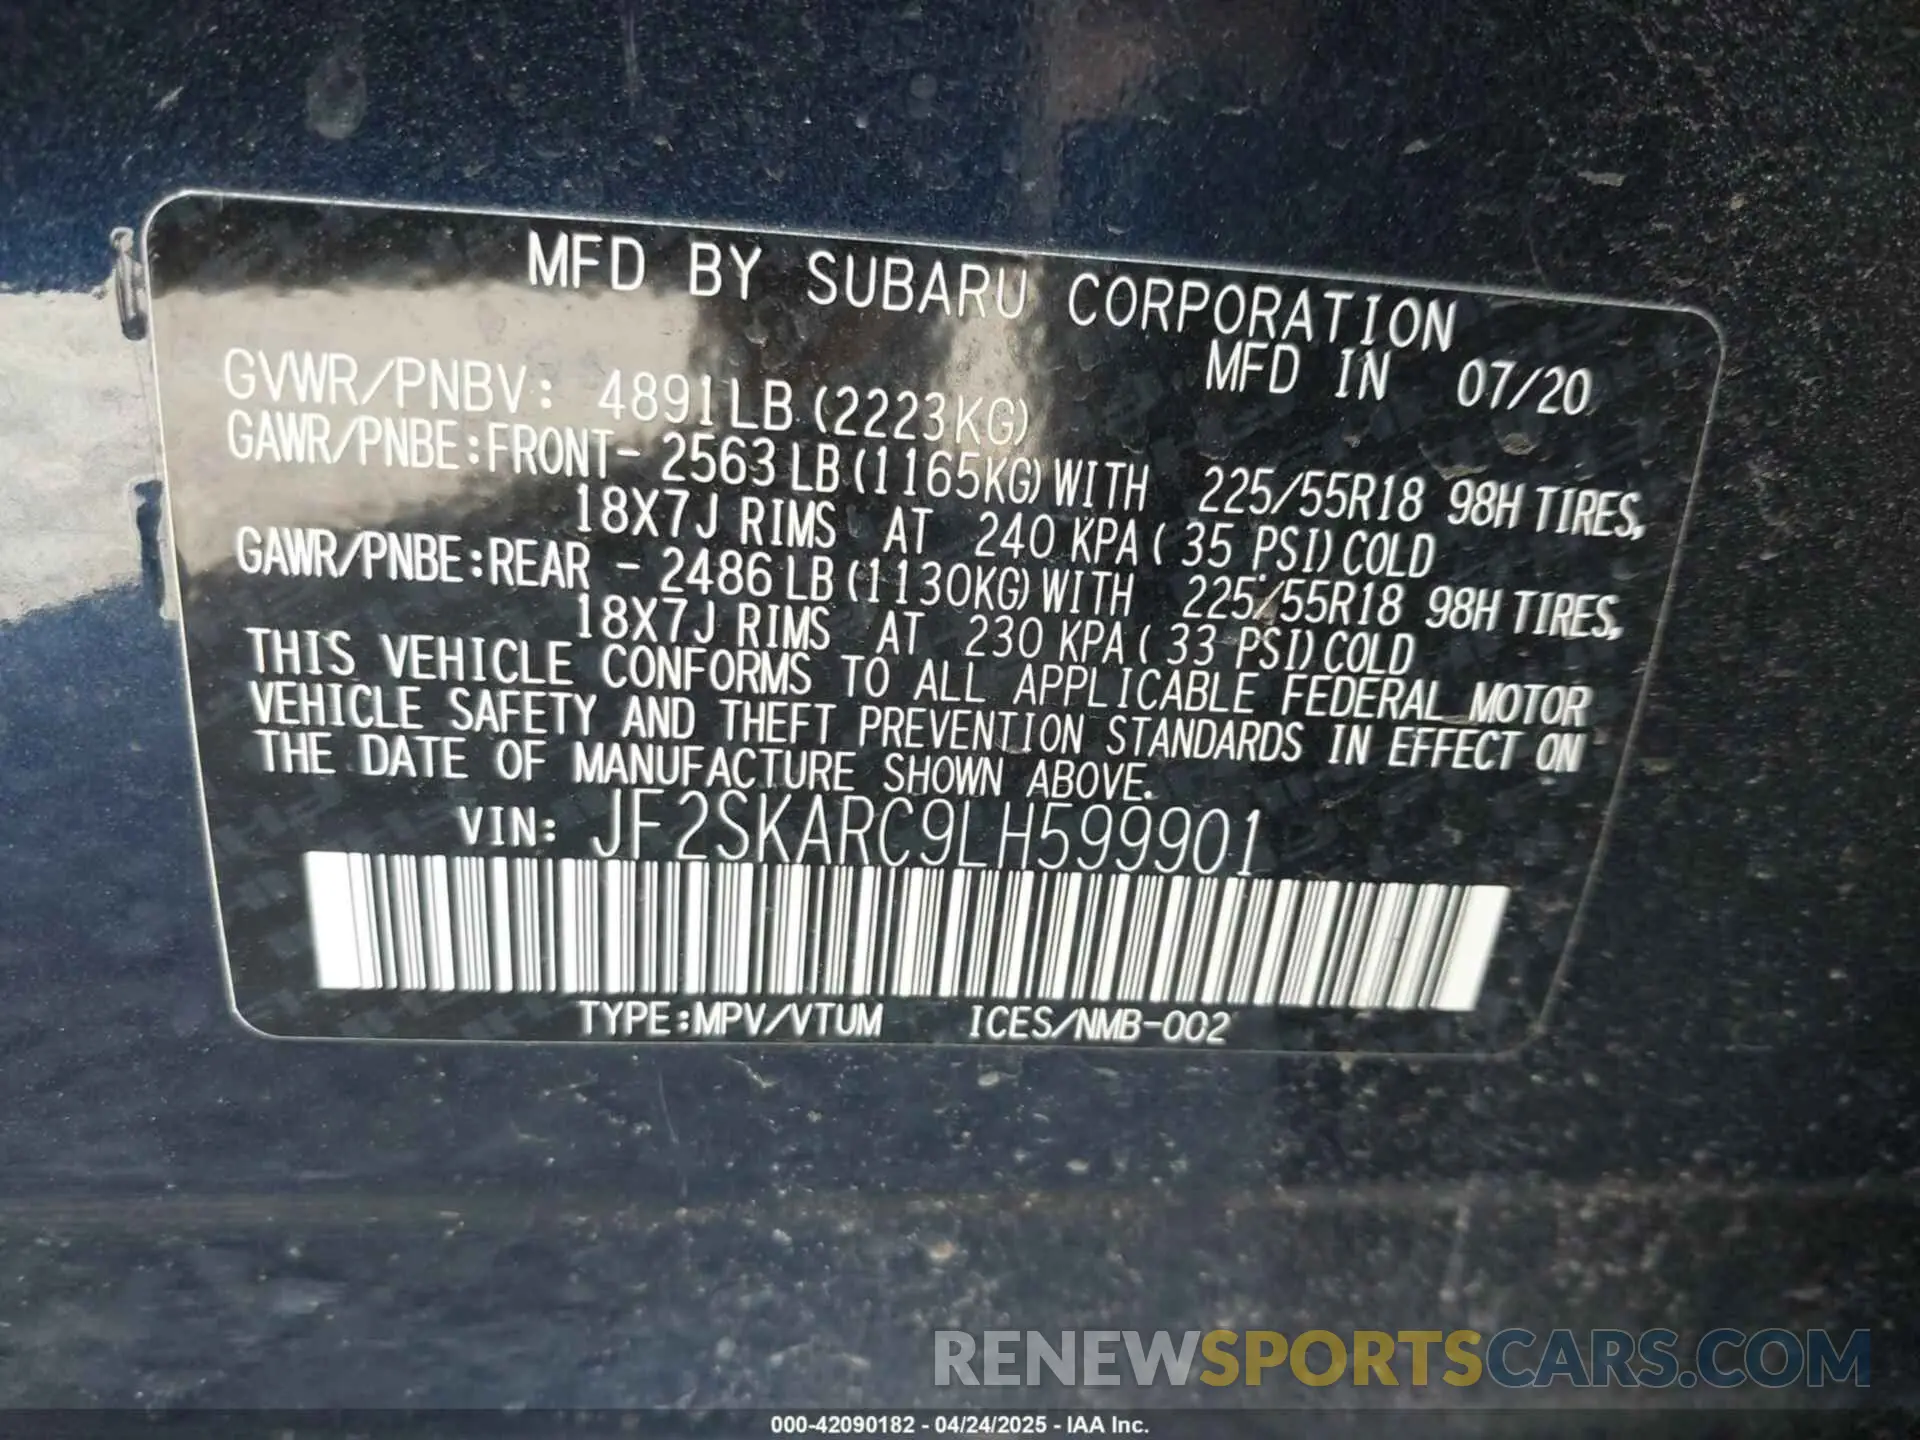 MFD BY SUBARU CORPORATION
MFD IN 07/20
GVWR/PNBV: 4891LB (2223KG)
GAWR/PNBE:FRONT- 2563 LB (1165KG) WITH 225/55R18 98H TIRES,
18X7J RIMS AT 240 KPA ( 35 PSI) COLD
GAWR/PNBE:REAR - 2486 LB (1130KG) WITH 225/55R18 98H TIRES,
18X7J RIMS AT 230 KPA ( 33 PSI) COLD
THIS VEHICLE CONFORMS TO ALL APPLICABLE FEDERAL MOTOR
VEHICLE SAFETY AND THEFT PREVENTION STANDARDS IN EFFECT ON
THE DATE OF MANUFACTURE SHOWN ABOVE.
VIN: JF2SKARC9LH599901
TYPE:MPV/VTUM ICES/NMB-002
RENEWSPORTSCARS.COM
000-42090182 - 04/24/2025 - IAA Inc.